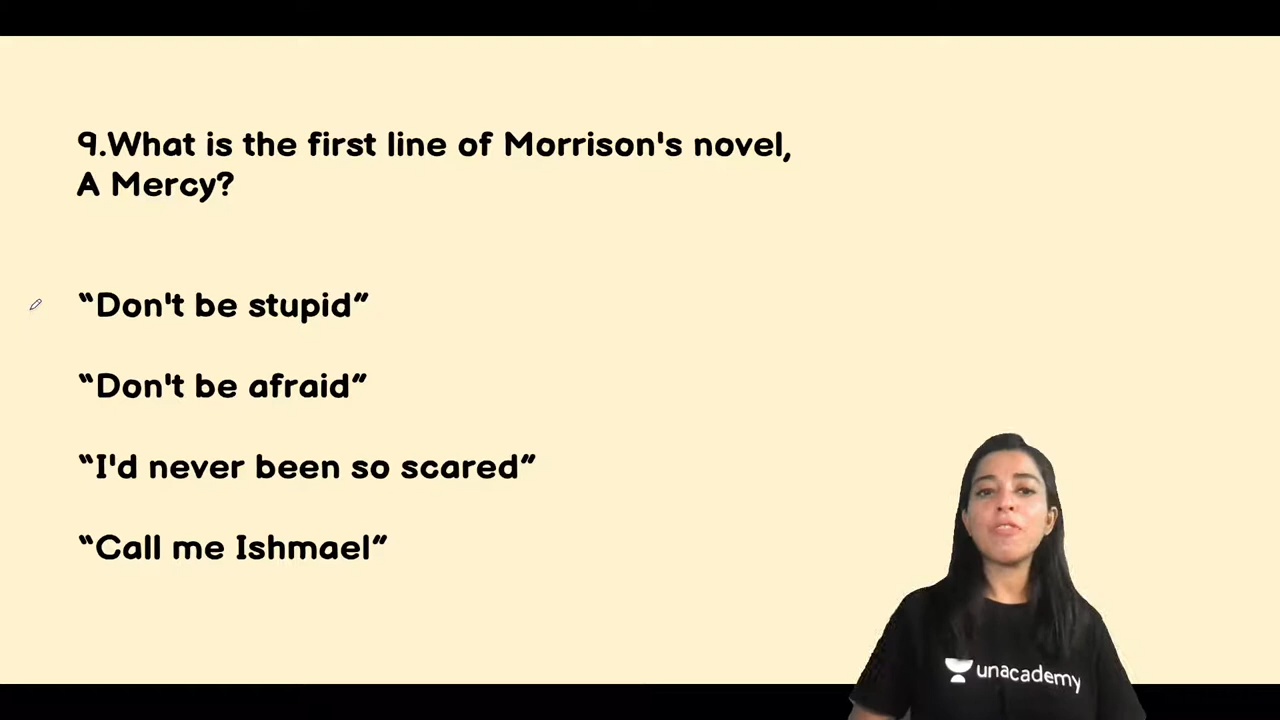 9.What is the first line of Morrison's novel,
A Mercy?
“Don't be stupid”
“Don't be afraid”
“I'd never been so scared”
“Call me Ishmael”
unacademy